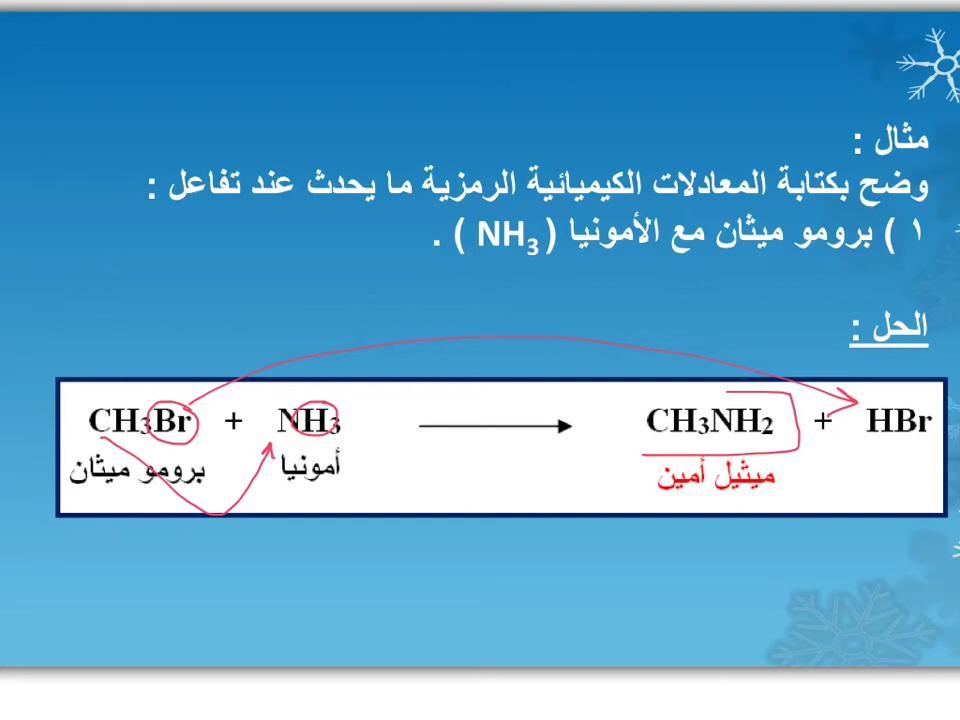 مثال :
وضح بكتابة المعادلات الكيميائية الرمزية ما يحدث عند تفاعل :
١ ) برومو ميثان مع الأمونيا ( NH₃ ) .
الحل :
CH₃Br + NH₃ ⟶ CH₃NH₂ + HBr
برومو ميثان أمونيا ميثيل أمين